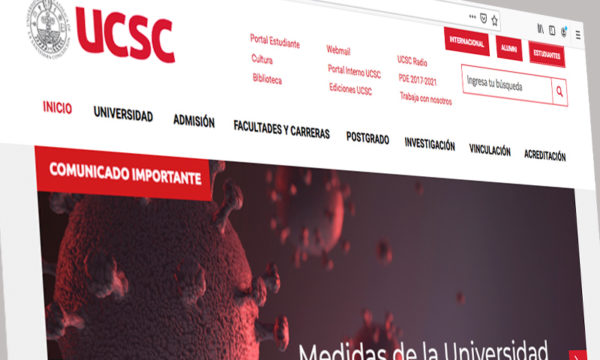 UCSC
Portal Estudiante
Cultura
Biblioteca
Webmail
Portal Interno UCSC
Ediciones UCSC
UCSC Radio
PDE 2017-2021
Trabaja con nosotros
INTERNACIONAL
ALUMNI
ESTUDIANTES
Ingresa tu búsqueda
INICIO
UNIVERSIDAD
ADMISIÓN
FACULTADES Y CARRERAS
POSTGRADO
INVESTIGACIÓN
VINCULACIÓN
ACREDITACIÓN
COMUNICADO IMPORTANTE
Medidas de la Universidad